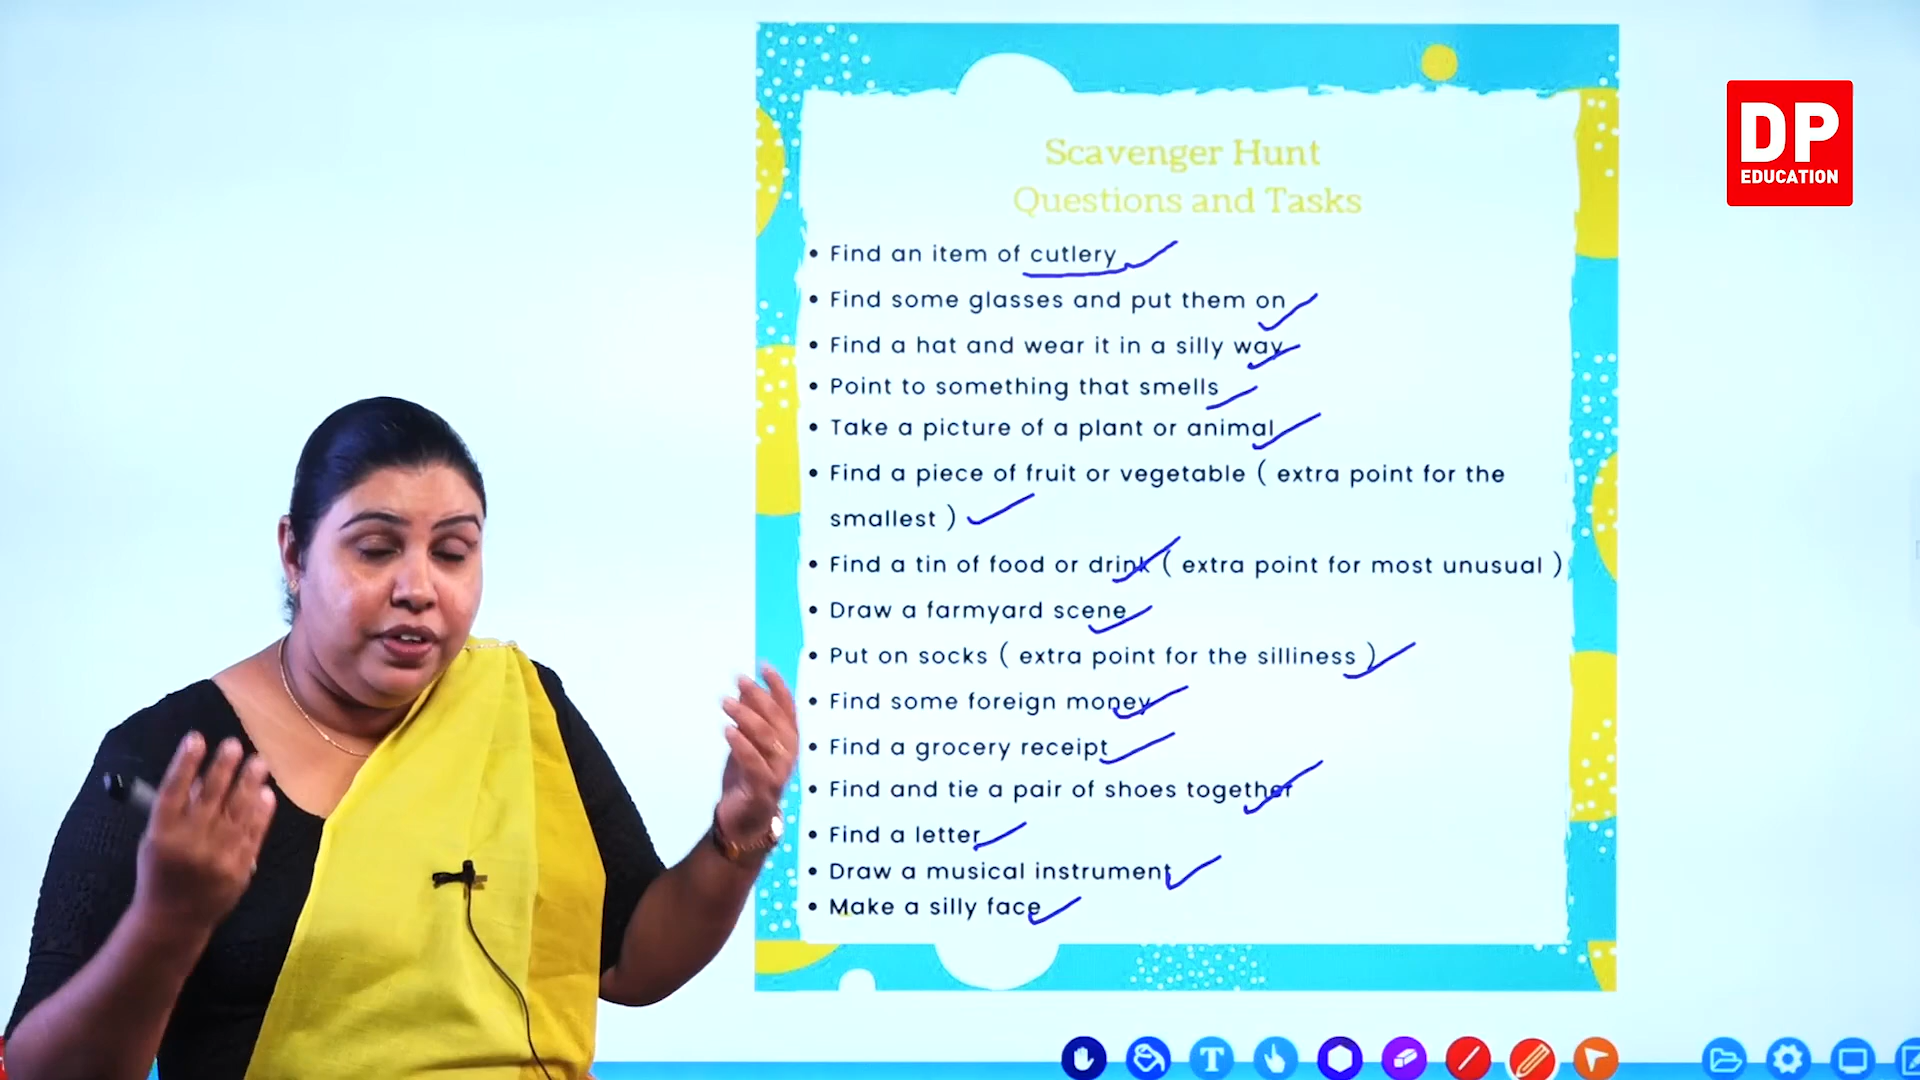 DP
EDUCATION
Scavenger Hunt
Questions and Tasks
• Find an item of cutlery
• Find some glasses and put them on
• Find a hat and wear it in a silly way
• Point to something that smells
• Take a picture of a plant or animal
• Find a piece of fruit or vegetable ( extra point for the
smallest )
• Find a tin of food or drink ( extra point for most unusual )
• Draw a farmyard scene
• Put on socks ( extra point for the silliness )
• Find some foreign money
• Find a grocery receipt
• Find and tie a pair of shoes together
• Find a letter
• Draw a musical instrument
• Make a silly face
T